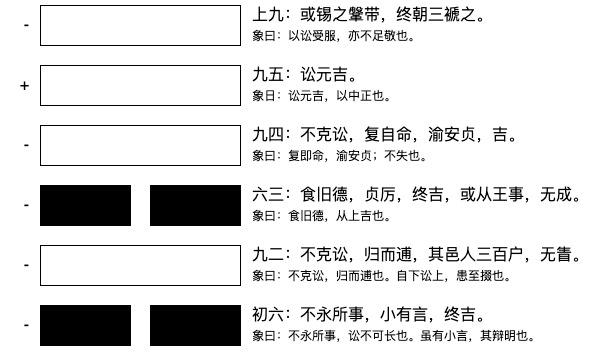 - 上九：或锡之鞶带，终朝三褫之。
象曰：以讼受服，亦不足敬也。
+ 九五：讼元吉。
象曰：讼元吉，以中正也。
- 九四：不克讼，复自命，渝安贞，吉。
象曰：复即命，渝安贞；不失也。
- 六三：食旧德，贞厉，终吉，或从王事，无成。
象曰：食旧德，从上吉也。
- 九二：不克讼，归而逋，其邑人三百户，无眚。
象曰：不克讼，归而逋也。自下讼上，患至掇也。
- 初六：不永所事，小有言，终吉。
象曰：不永所事，讼不可长也。虽有小言，其辩明也。